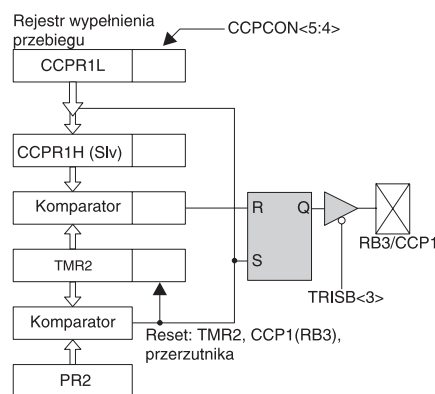 Rejestr wypełnienia
przebiegu
CCPCON<5:4>
CCPR1L
CCPR1H (Slv)
Komparator
R
Q
RB3/CCP1
TMR2
S
TRISB<3>
Komparator
Reset: TMR2, CCP1(RB3),
przerzutnika
PR2